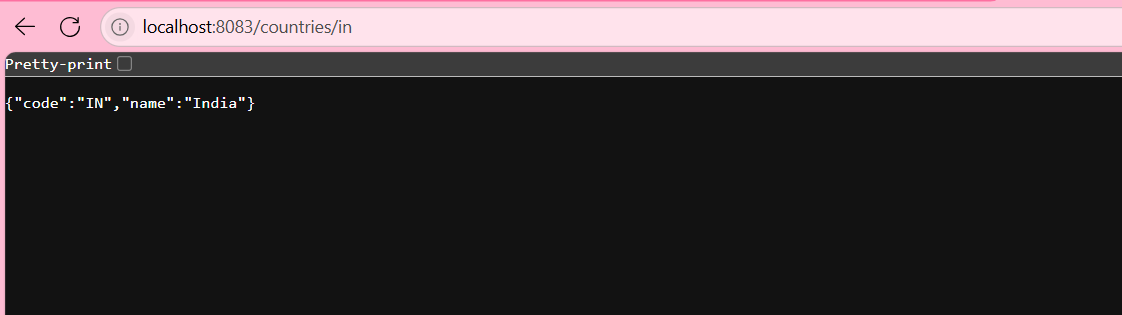 localhost:8083/countries/in
Pretty-print
{"code":"IN","name":"India"}